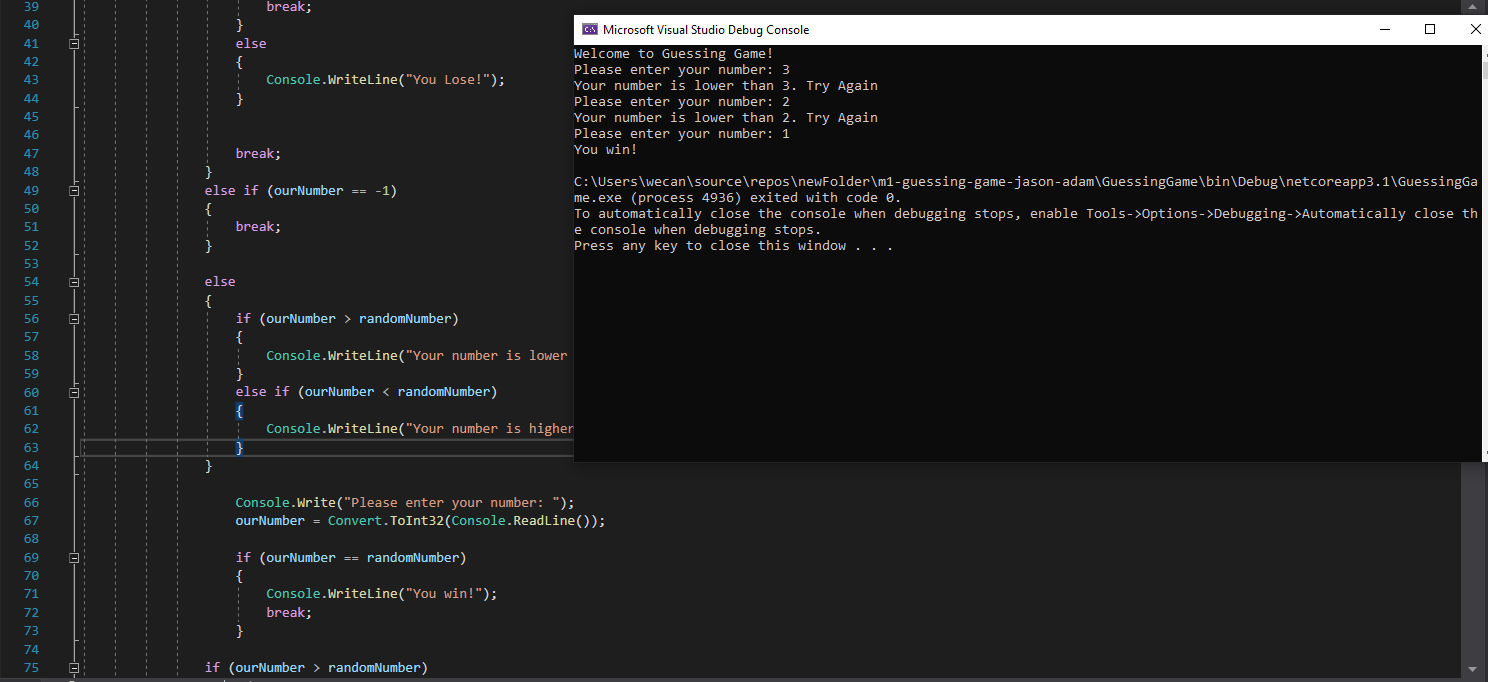 39 break;
40 }
41 else
42 {
43 Console.WriteLine("You Lose!");
44 }
45
46
47 break;
48 }
49 else if (ourNumber == -1)
50 {
51 break;
52 }
53
54 else
55 {
56 if (ourNumber > randomNumber)
57 {
58 Console.WriteLine("Your number is lower
59 }
60 else if (ourNumber < randomNumber)
61 {
62 Console.WriteLine("Your number is higher
63 }
64 }
65
66 Console.Write("Please enter your number: ");
67 ourNumber = Convert.ToInt32(Console.ReadLine());
68
69 if (ourNumber == randomNumber)
70 {
71 Console.WriteLine("You win!");
72 break;
73 }
74
75 if (ourNumber > randomNumber)
Microsoft Visual Studio Debug Console
Welcome to Guessing Game!
Please enter your number: 3
Your number is lower than 3. Try Again
Please enter your number: 2
Your number is lower than 2. Try Again
Please enter your number: 1
You win!
C:\Users\wecan\source\repos\newFolder\m1-guessing-game-jason-adam\GuessingGame\bin\Debug\netcoreapp3.1\GuessingGa
me.exe (process 4936) exited with code 0.
To automatically close the console when debugging stops, enable Tools->Options->Debugging->Automatically close th
e console when debugging stops.
Press any key to close this window . . .